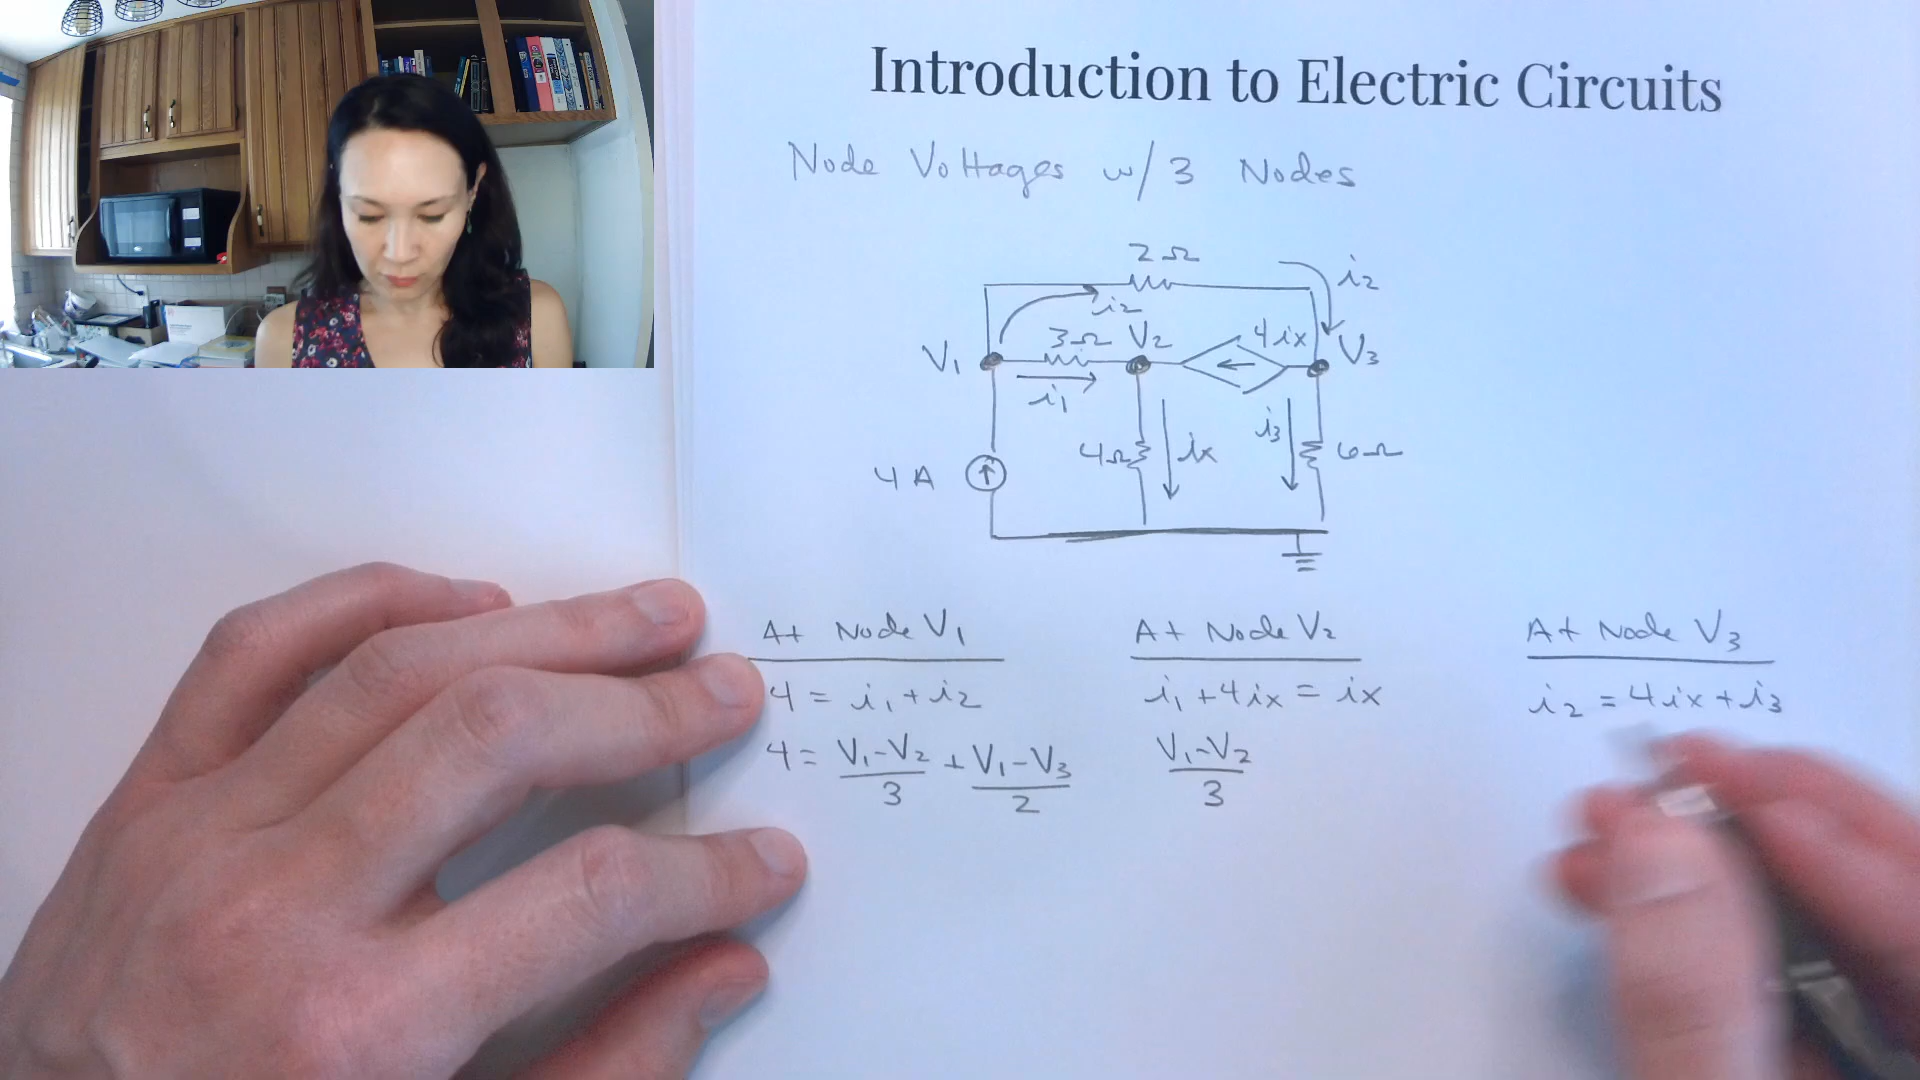 Introduction to Electric Circuits
Node Voltages w/ 3 Nodes
2Ω
i2
i2
3Ω V2
4ix
V1
V3
i1
i3
4Ω
ix
6Ω
4 A
At Node V1
4 = i1 + i2
4 = V1-V2/3 + V1-V3/2
At Node V2
i1 + 4ix = ix
V1-V2/3
At Node V3
i2 = 4ix + i3